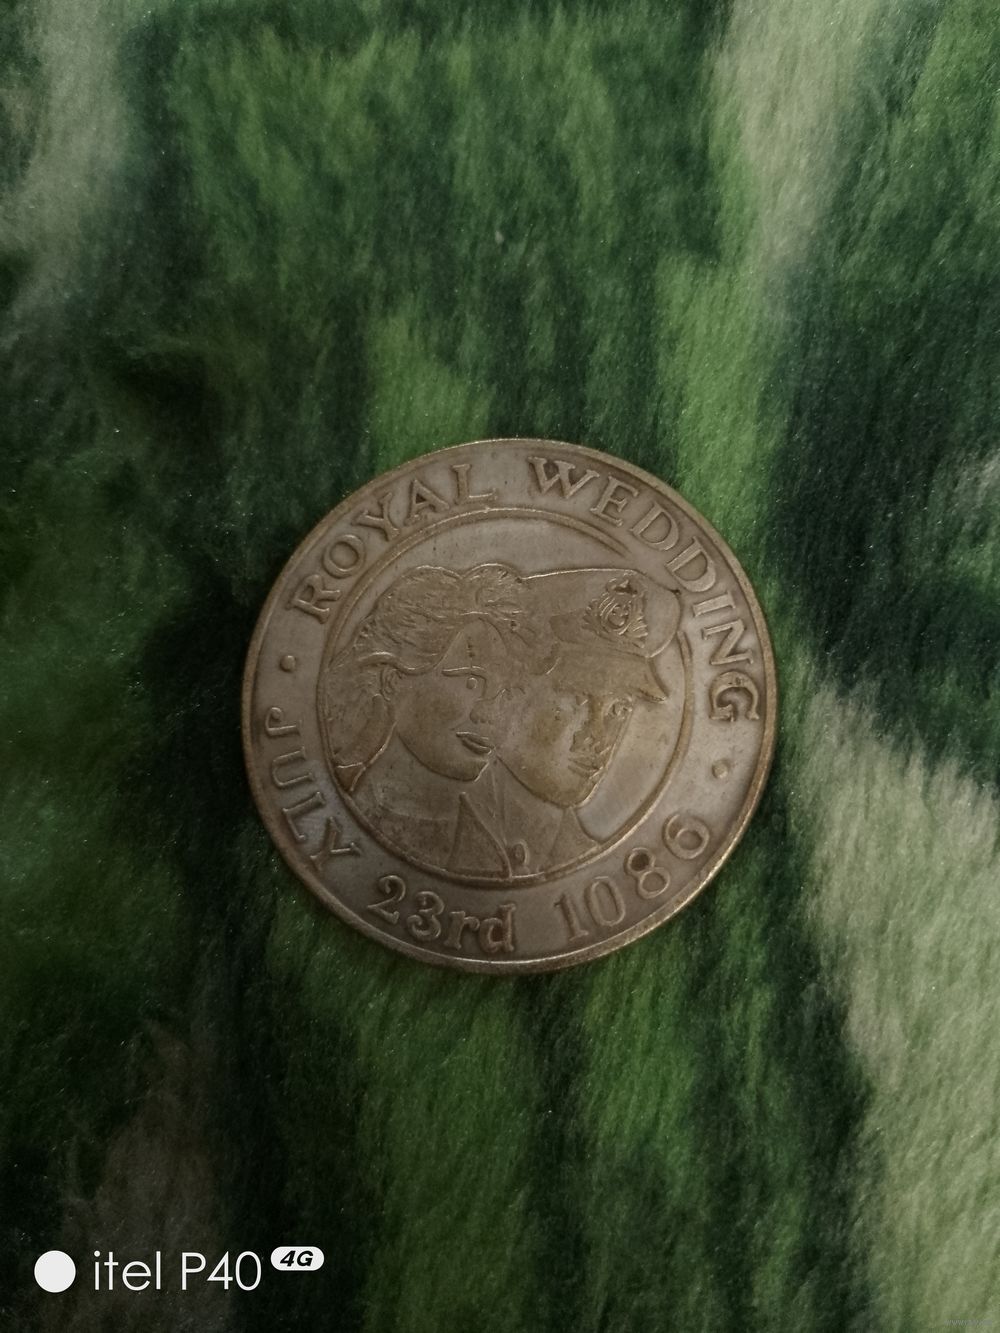 ROYAL WEDDING
JULY 23rd 1086
itel P40 4G